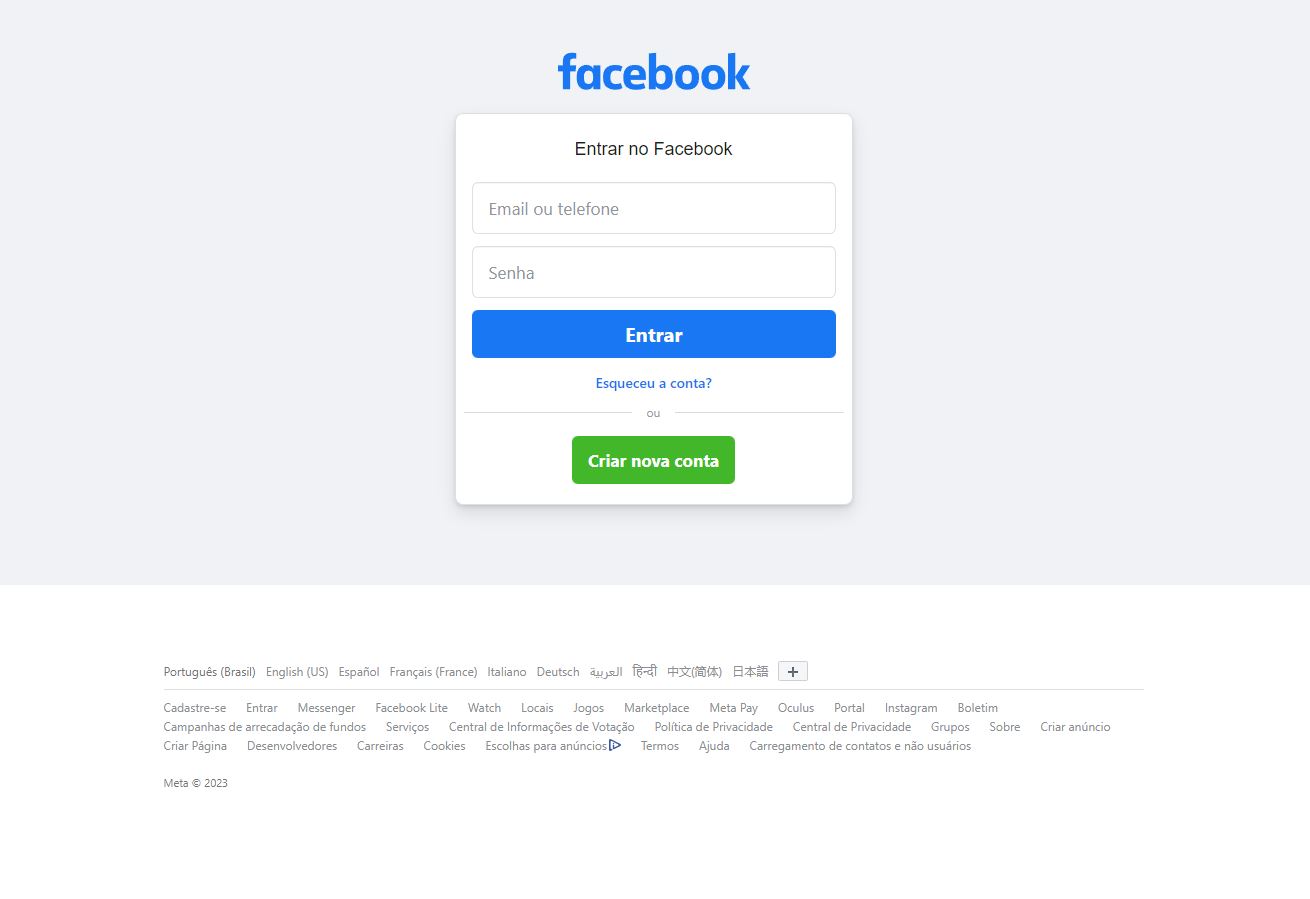 facebook
Entrar no Facebook
Email ou telefone
Senha
Entrar
Esqueceu a conta?
ou
Criar nova conta
Português (Brasil) English (US) Español Français (France) Italiano Deutsch العربية हिन्दी 中文(简体) 日本語 +
Cadastre-se Entrar Messenger Facebook Lite Watch Locais Jogos Marketplace Meta Pay Oculus Portal Instagram Boletim
Campanhas de arrecadação de fundos Serviços Central de Informações de Votação Política de Privacidade Central de Privacidade Grupos Sobre Criar anúncio
Criar Página Desenvolvedores Carreiras Cookies Escolhas para anúncios Termos Ajuda Carregamento de contatos e não usuários
Meta © 2023